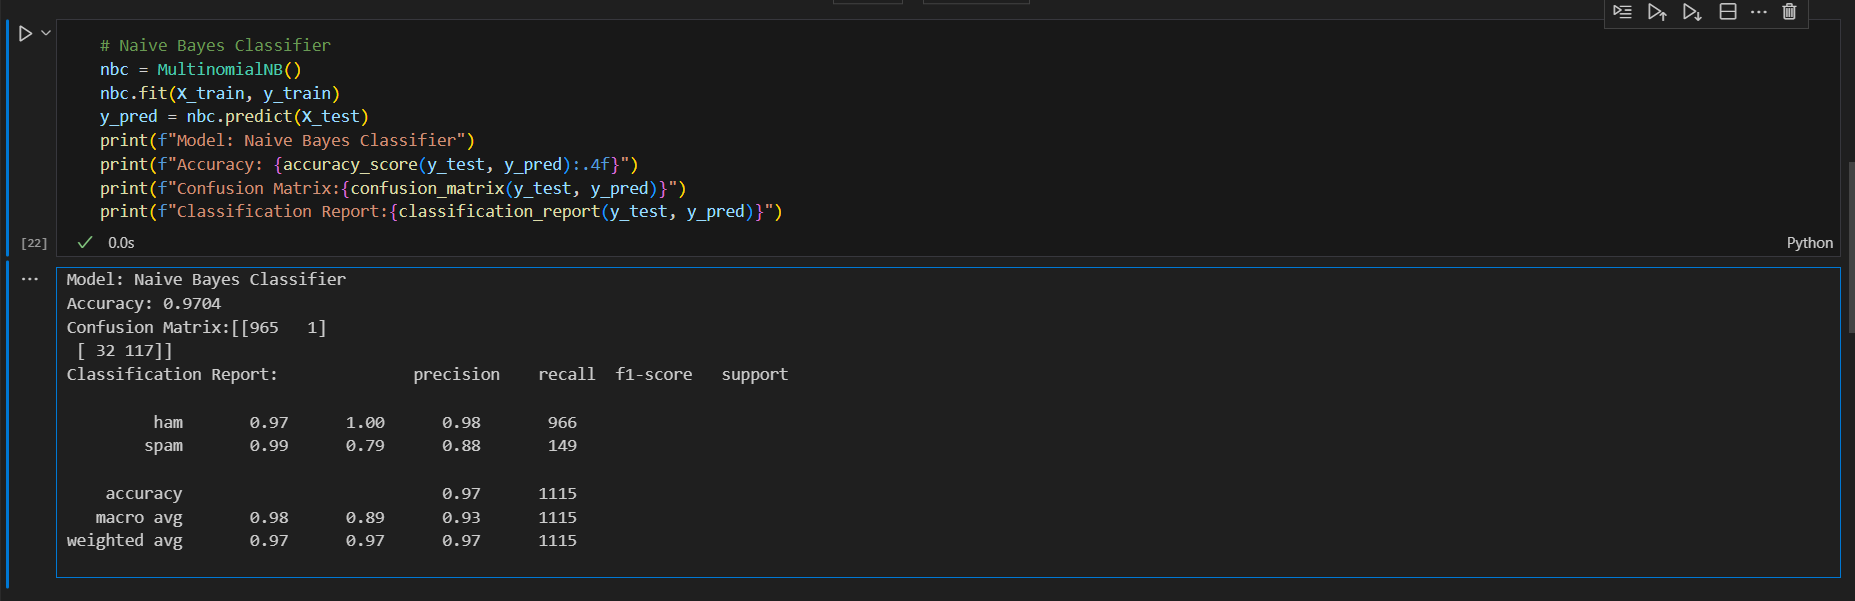 # Naive Bayes Classifier
nbc = MultinomialNB()
nbc.fit(X_train, y_train)
y_pred = nbc.predict(X_test)
print(f"Model: Naive Bayes Classifier")
print(f"Accuracy: {accuracy_score(y_test, y_pred):.4f}")
print(f"Confusion Matrix:{confusion_matrix(y_test, y_pred)}")
print(f"Classification Report:{classification_report(y_test, y_pred)}")
[22] 0.0s Python
Model: Naive Bayes Classifier
Accuracy: 0.9704
Confusion Matrix:[[965   1]
 [ 32 117]]
Classification Report:              precision    recall  f1-score   support
         ham       0.97      1.00      0.98       966
        spam       0.99      0.79      0.88       149
    accuracy                           0.97      1115
   macro avg       0.98      0.89      0.93      1115
weighted avg       0.97      0.97      0.97      1115